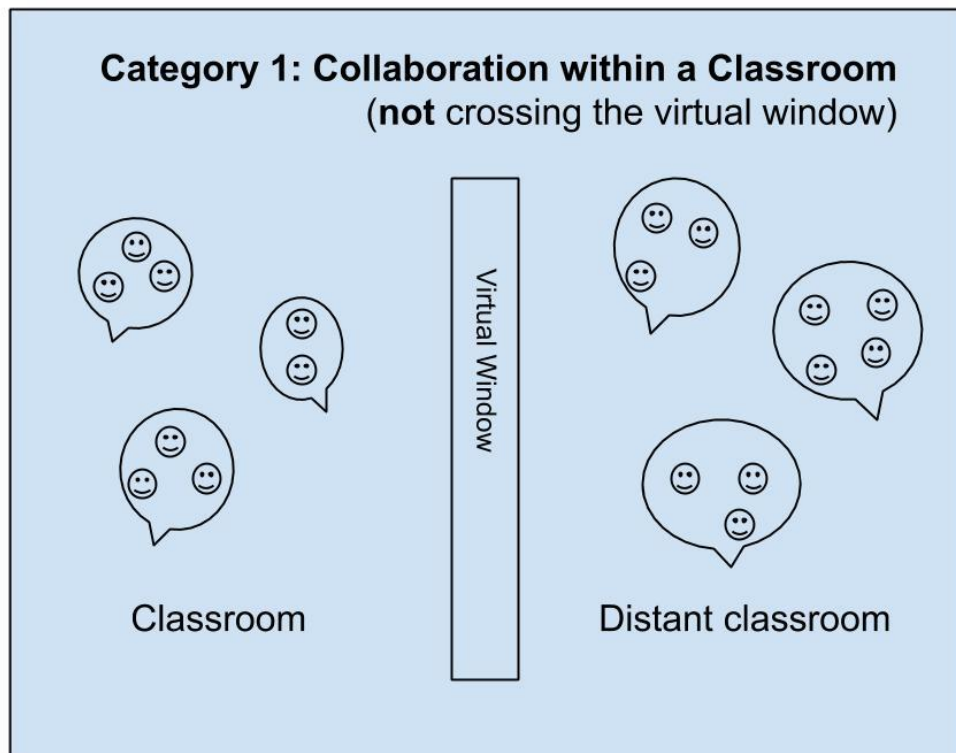 Category 1: Collaboration within a Classroom
(not crossing the virtual window)
Virtual Window
Classroom
Distant classroom